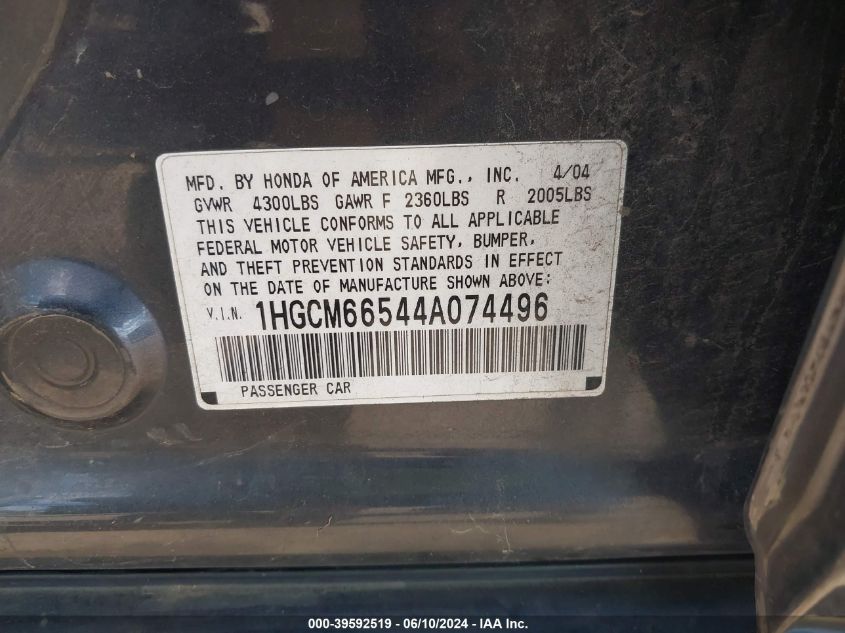 MFD. BY HONDA OF AMERICA MFG., INC. 4/04
GVWR 4300LBS GAWR F 2360LBS R 2005LBS
THIS VEHICLE CONFORMS TO ALL APPLICABLE
FEDERAL MOTOR VEHICLE SAFETY, BUMPER,
AND THEFT PREVENTION STANDARDS IN EFFECT
ON THE DATE OF MANUFACTURE SHOWN ABOVE:
V.I.N. 1HGCM66544A074496
PASSENGER CAR
000-39592519 - 06/10/2024 - IAA Inc.